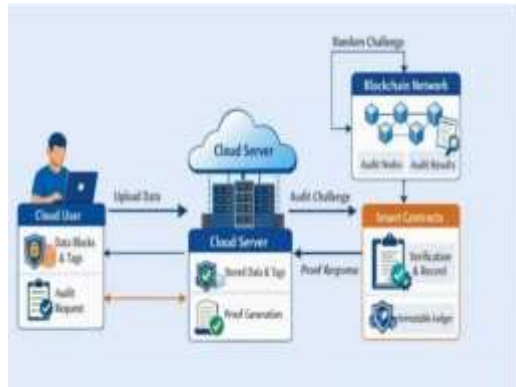 Random Challenge
Blockchain Network
Audit Nodes
Audit Results
Cloud Server
Upload Data
Audit Challenge
Cloud User
Data Blocks
& Tags
Audit
Request
Cloud Server
Stored Data & Tags
Proof Generation
Proof Response
Smart Contracts
Verification
& Record
Immutable Ledger